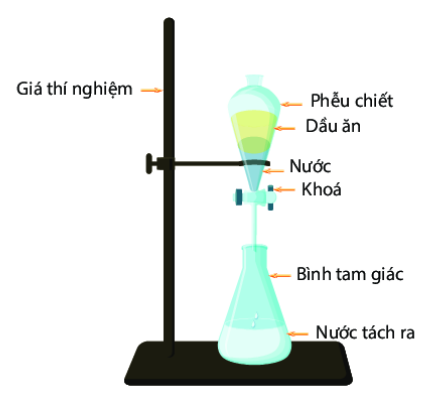 Giá thí nghiệm
Phễu chiết
Dầu ăn
Nước
Khoá
Bình tam giác
Nước tách ra